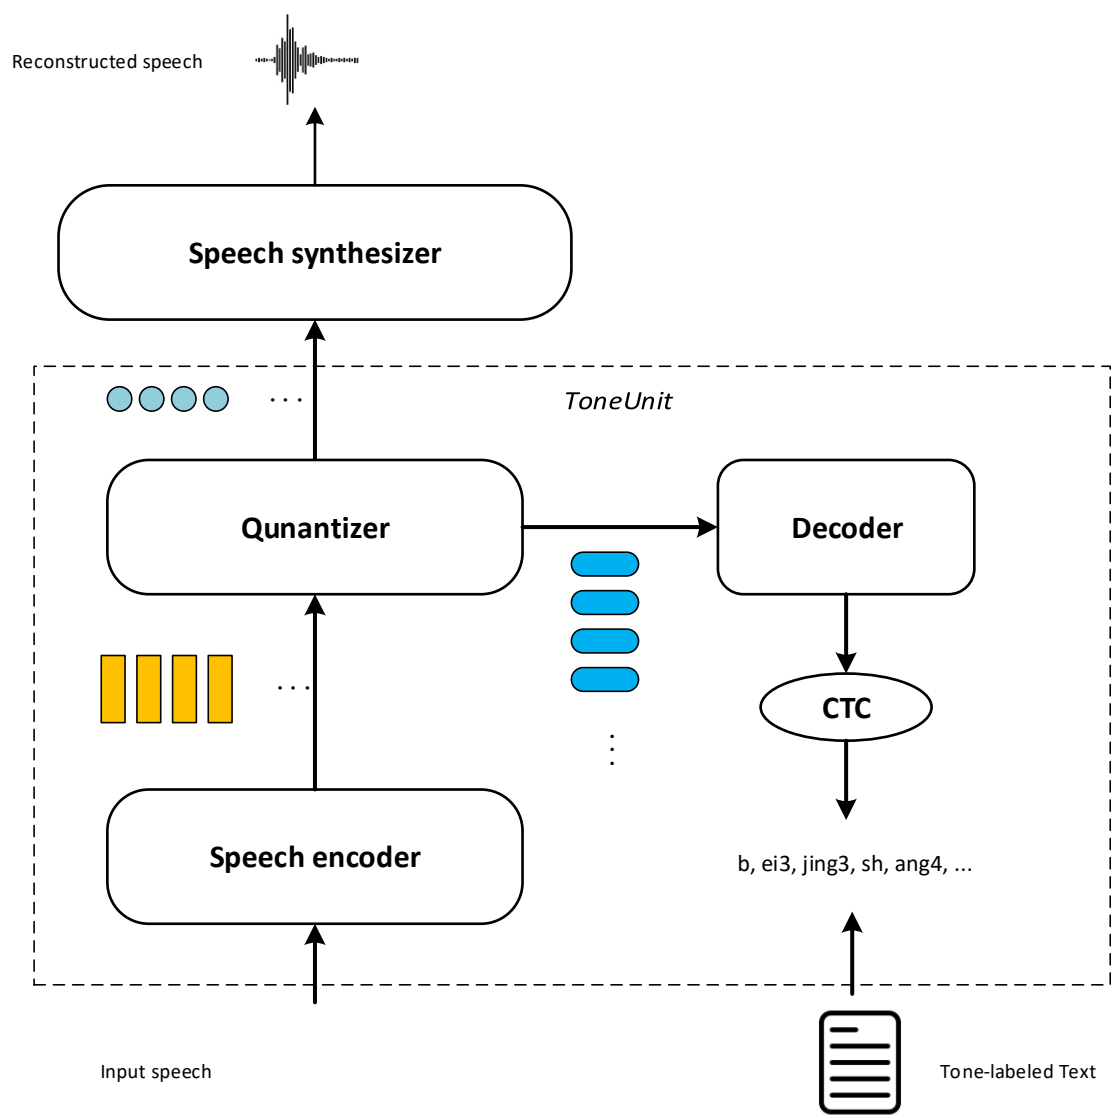 Reconstructed speech
Speech synthesizer
. . .
ToneUnit
Qunantizer
Decoder
. . .
CTC
Speech encoder
b, ei3, jing3, sh, ang4, ...
Input speech
Tone-labeled Text